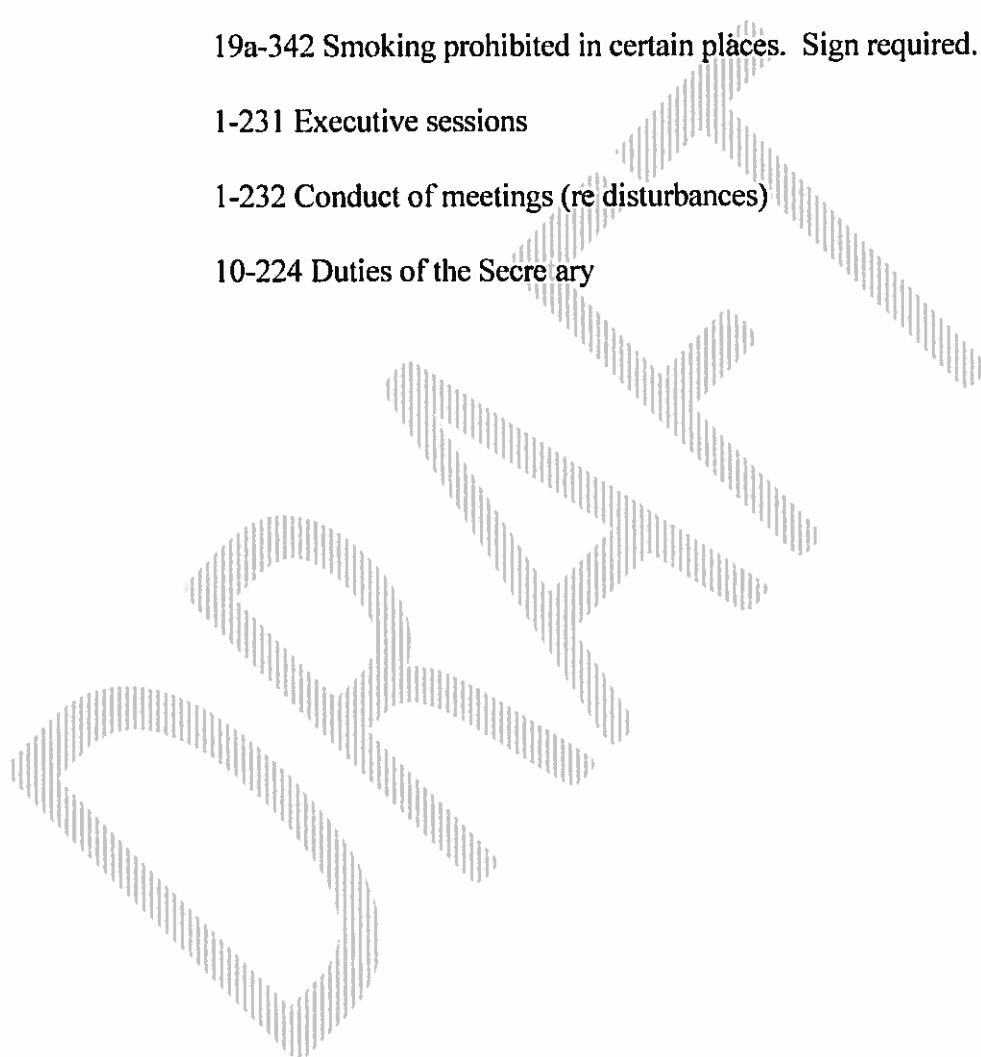 19a-342 Smoking prohibited in certain places.  Sign required.
1-231 Executive sessions
1-232 Conduct of meetings (re disturbances)
10-224 Duties of the Secre ary
DRAFT